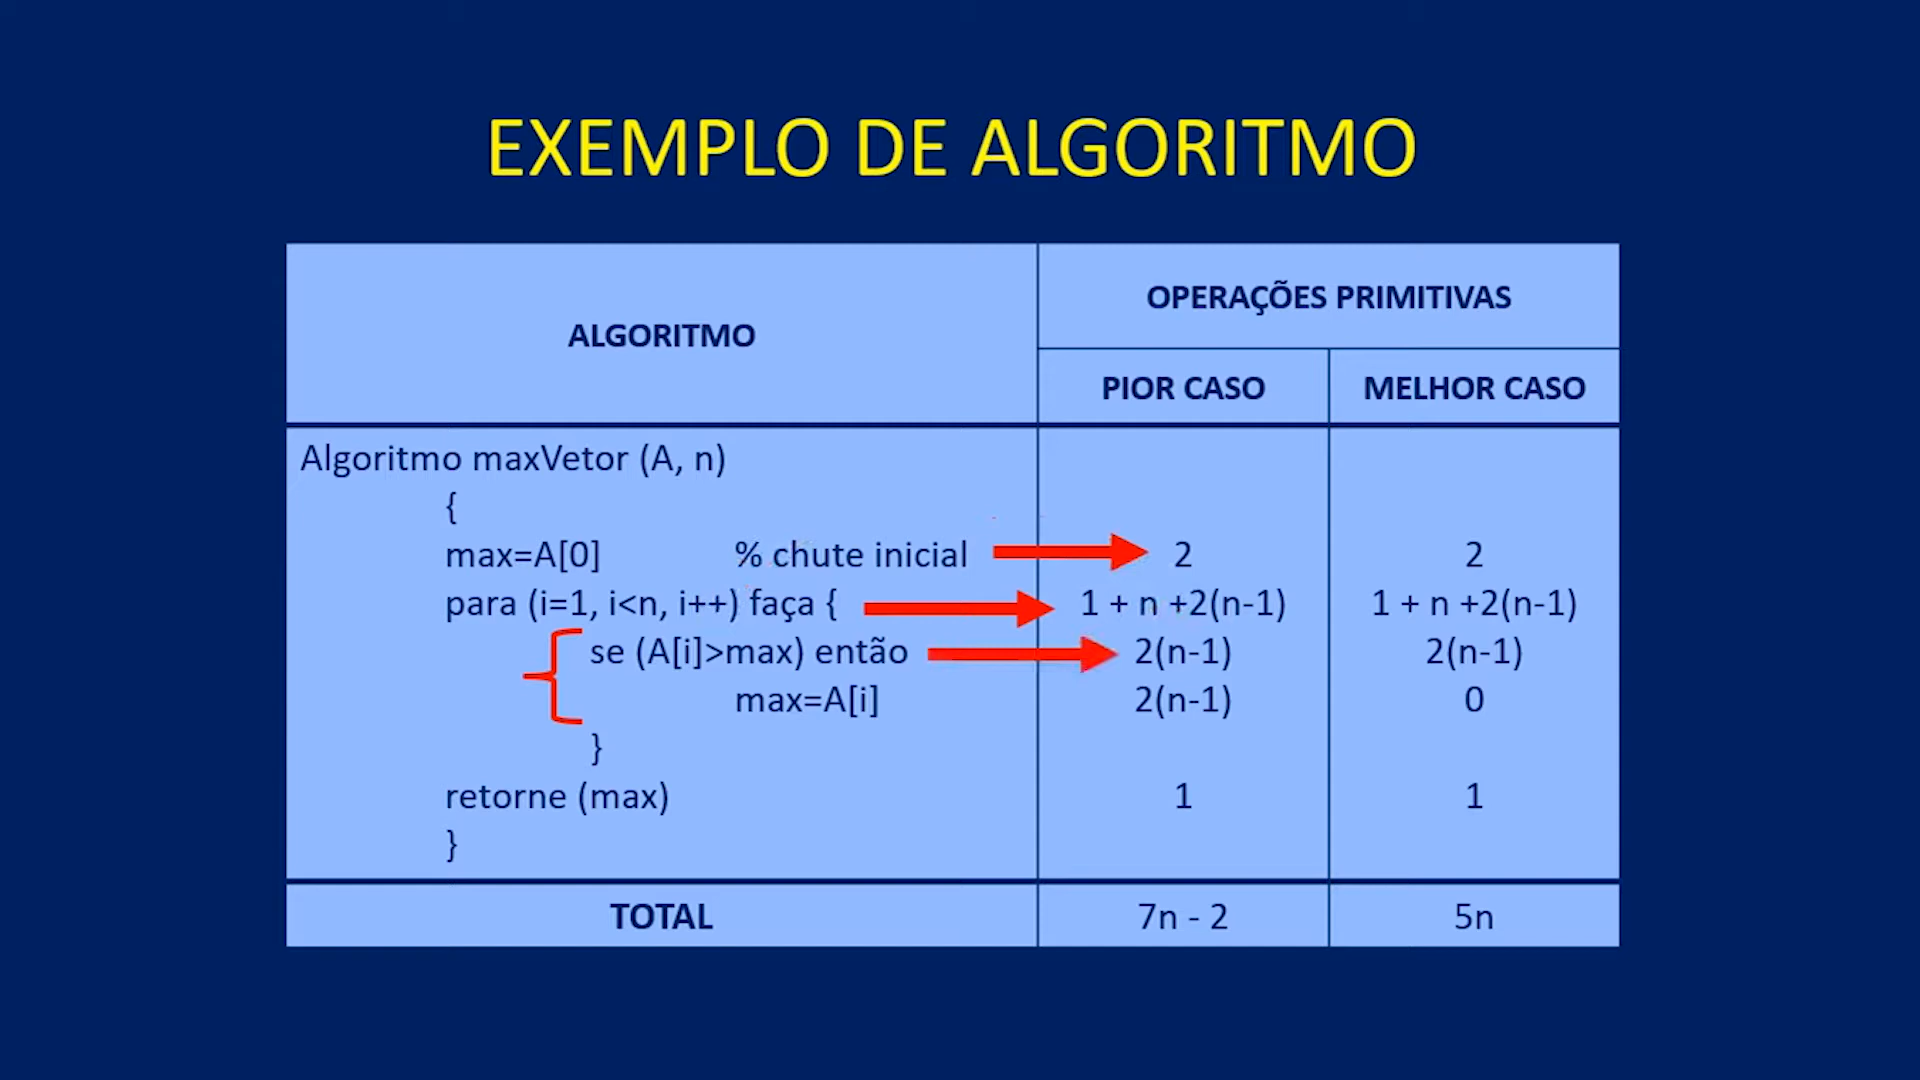 EXEMPLO DE ALGORITMO
ALGORITMO
OPERAÇÕES PRIMITIVAS
PIOR CASO MELHOR CASO
Algoritmo maxVetor (A, n)
{
max=A[0] % chute inicial 2 2
para (i=1, i<n, i++) faça { 1 + n +2(n-1) 1 + n +2(n-1)
se (A[i]>max) então 2(n-1) 2(n-1)
max=A[i] 2(n-1) 0
}
retorne (max) 1 1
}
TOTAL 7n - 2 5n